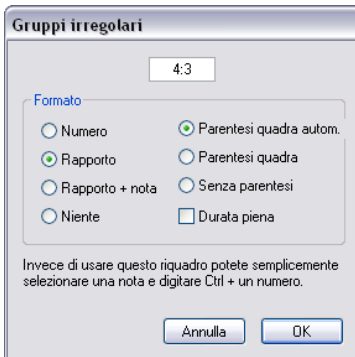 Gruppi irregolari
4:3
Formato
Numero
Parentesi quadra autom.
Rapporto
Parentesi quadra
Rapporto + nota
Senza parentesi
Niente
Durata piena
Invece di usare questo riquadro potete semplicemente
selezionare una nota e digitare Ctrl + un numero.
Annulla
OK